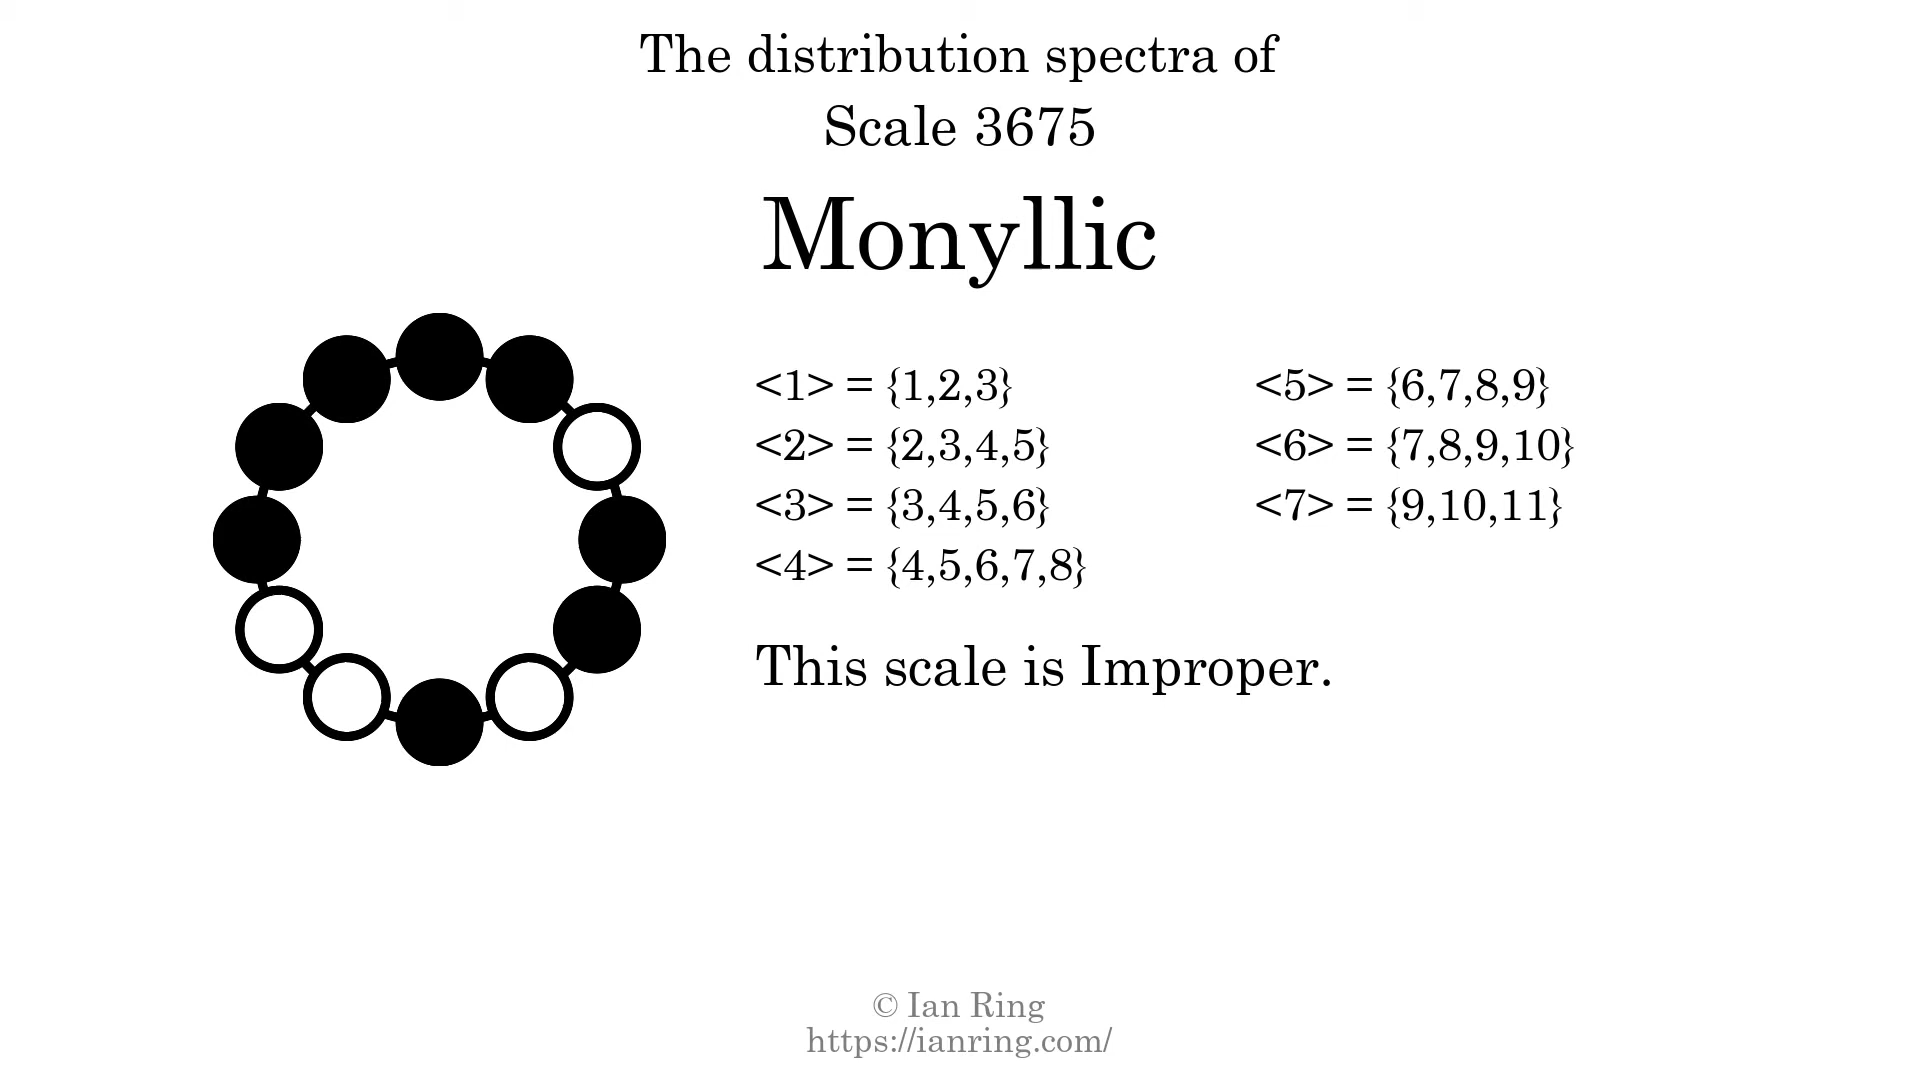 The distribution spectra of
Scale 3675
Monyllic
<1> = {1,2,3}
<2> = {2,3,4,5}
<3> = {3,4,5,6}
<4> = {4,5,6,7,8}
<5> = {6,7,8,9}
<6> = {7,8,9,10}
<7> = {9,10,11}
This scale is Improper.
© Ian Ring
https://ianring.com/